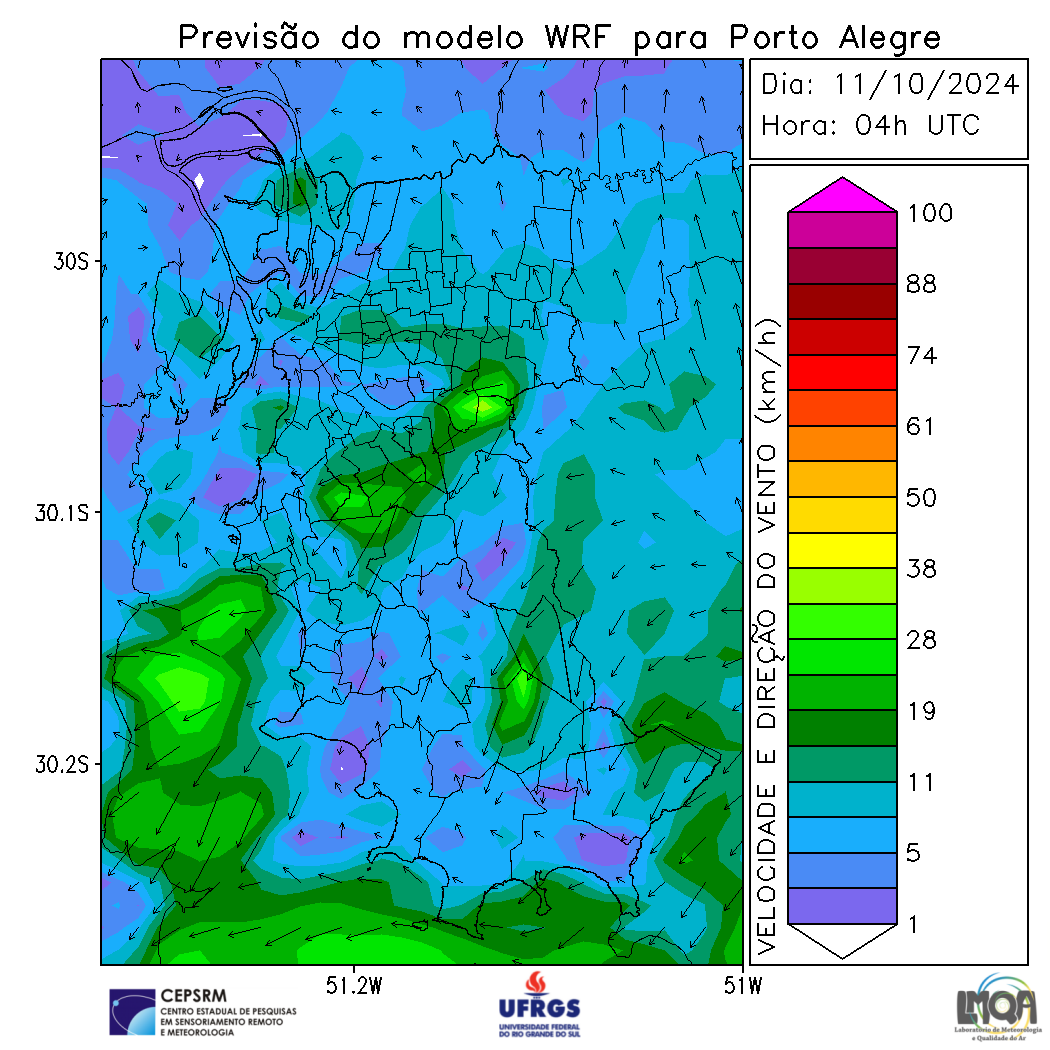 Previsão do modelo WRF para Porto Alegre
Dia: 11/10/2024
Hora: 04h UTC
30S
30.1S
30.2S
51.2W
51W
VELOCIDADE E DIREÇÃO DO VENTO (km/h)
100
88
74
61
50
38
28
19
11
5
1
CEPSRM
CENTRO ESTADUAL DE PESQUISAS
EM SENSORIAMENTO REMOTO
E METEOROLOGIA
UFRGS
UNIVERSIDADE FEDERAL
DO RIO GRANDE DO SUL
LMQA
Laboratório de Meteorologia
e Qualidade do Ar